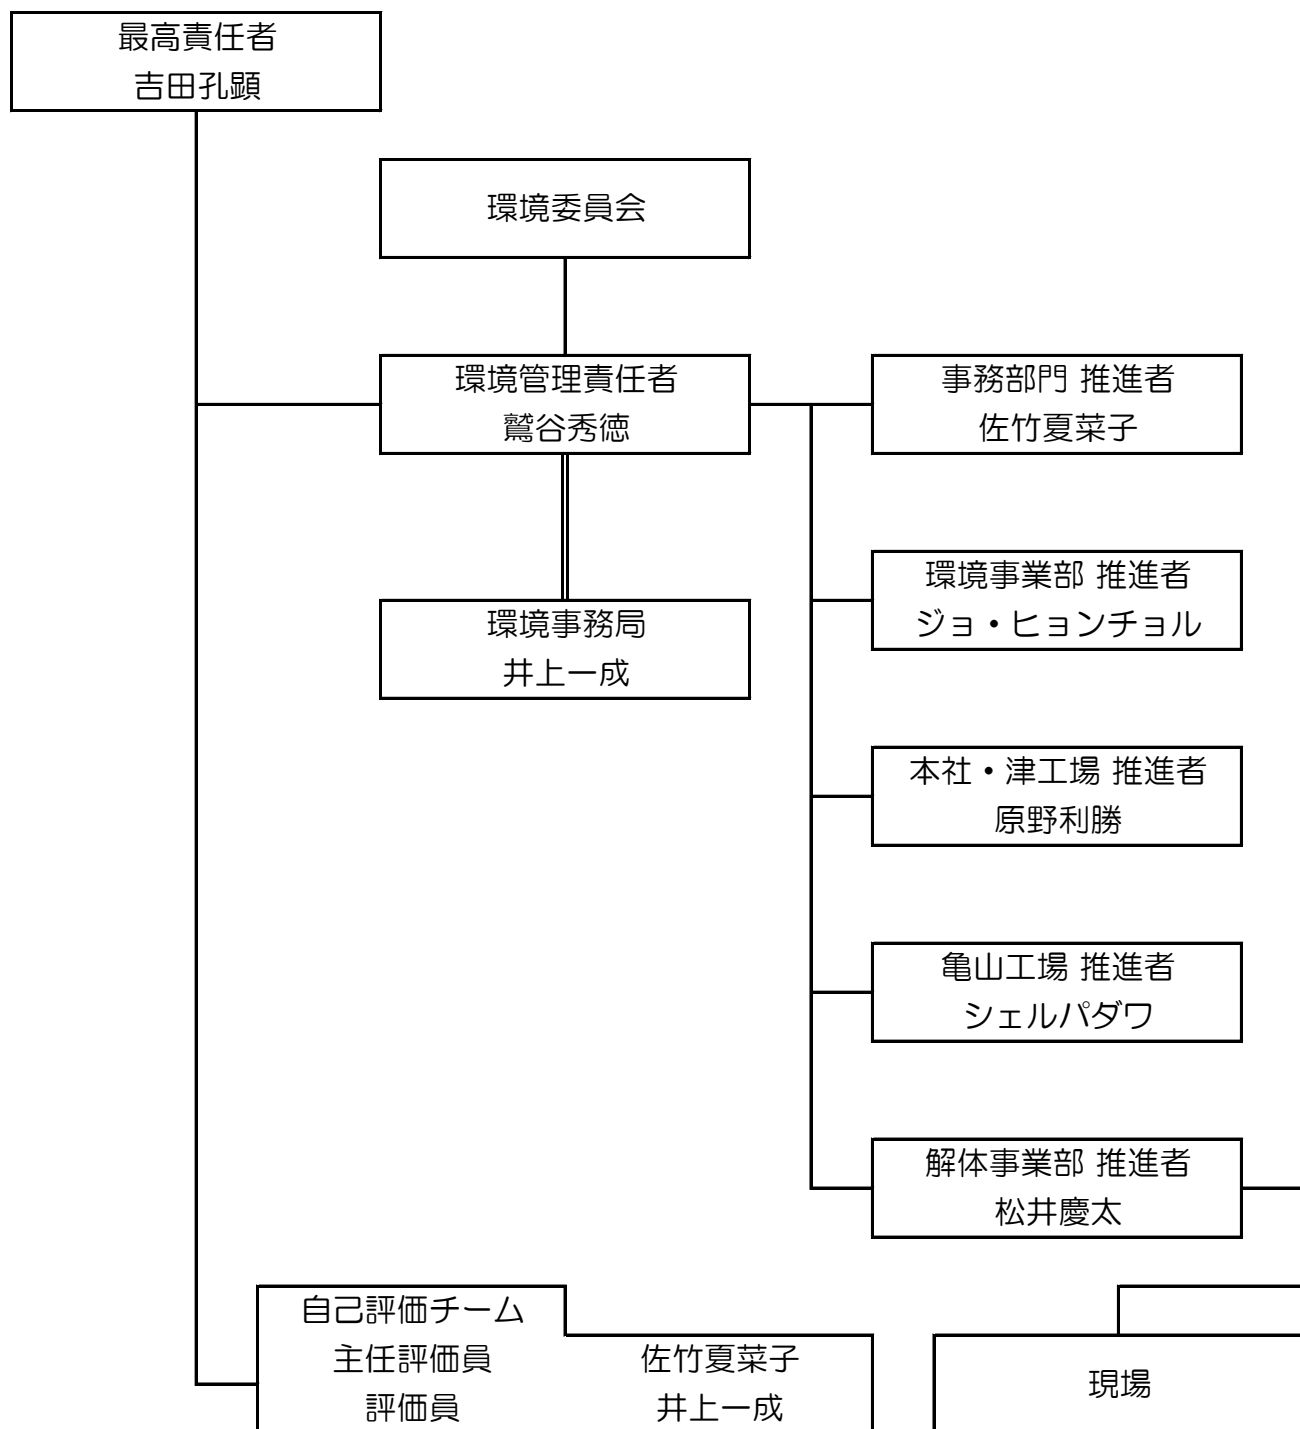 最高責任者
吉田孔顕
環境委員会
環境管理責任者
鷲谷秀徳
事務部門 推進者
佐竹夏菜子
環境事業部 推進者
ジョ・ヒョンチョル
環境事務局
井上一成
本社・津工場 推進者
原野利勝
亀山工場 推進者
シェルパダワ
解体事業部 推進者
松井慶太
自己評価チーム
主任評価員 佐竹夏菜子
評価員 井上一成
現場